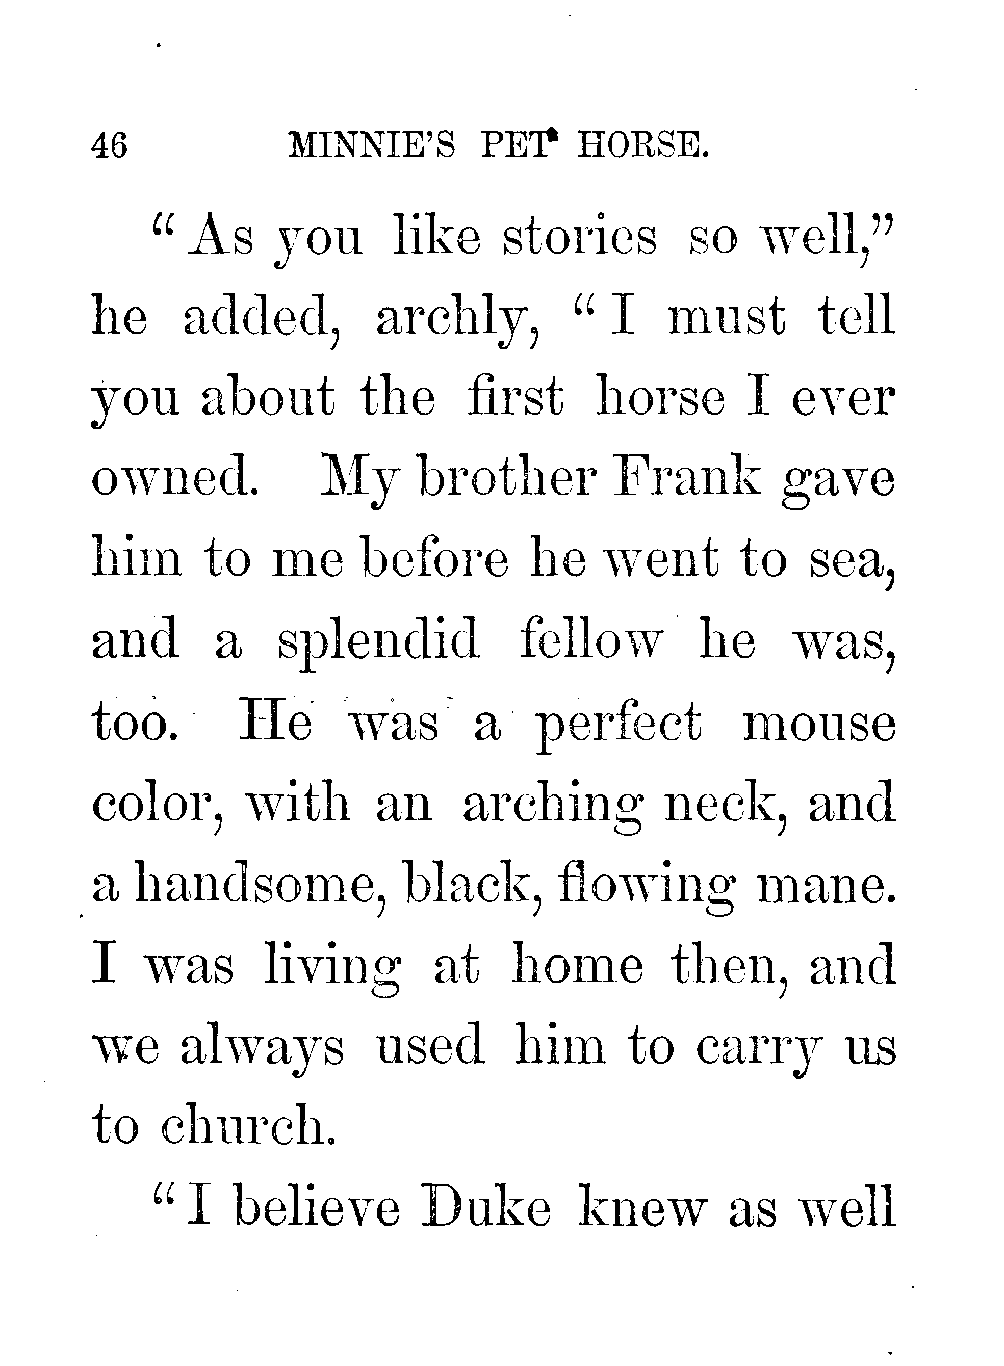 46 MINNIE'S PET HORSE.
“As you like stories so well,”
he added, archly, “I must tell
you about the first horse I ever
owned. My brother Frank gave
him to me before he went to sea,
and a splendid fellow he was,
too. He was a perfect mouse
color, with an arching neck, and
a handsome, black, flowing mane.
I was living at home then, and
we always used him to carry us
to church.
“I believe Duke knew as well